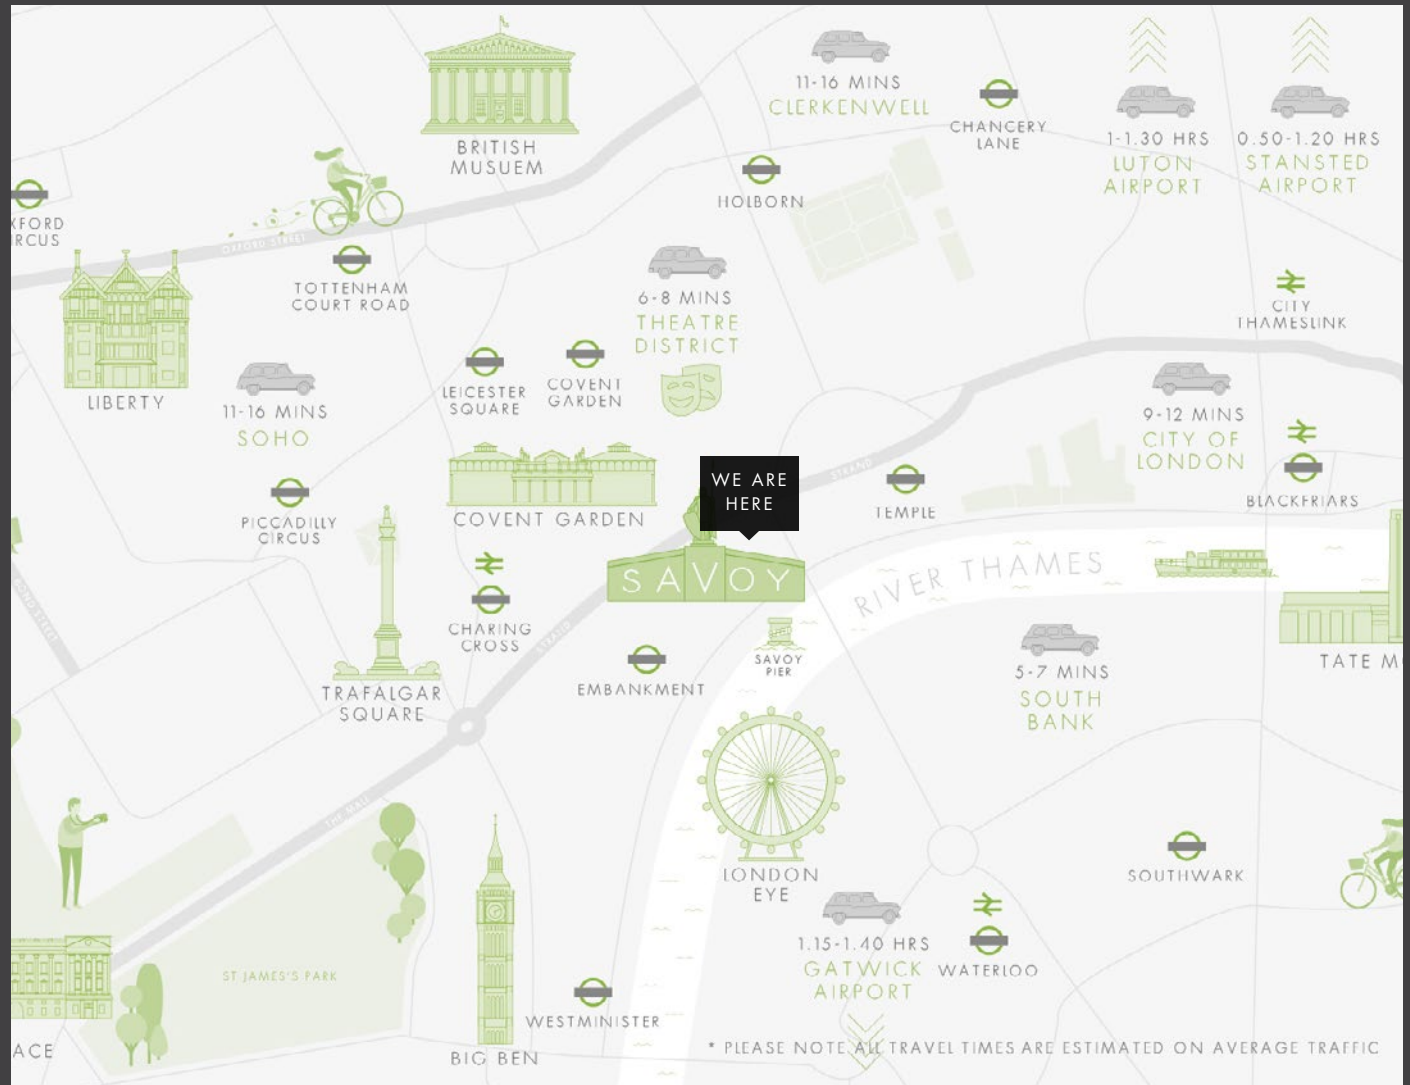 11-16 MINS
CLERKENWELL
CHANCERY
LANE
1-1.30 HRS
LUTON
AIRPORT
0.50-1.20 HRS
STANSTED
AIRPORT
BRITISH
MUSUEM
HOLBORN
XFORD
IRCUS
OXFORD STREET
TOTTENHAM
COURT ROAD
6-8 MINS
THEATRE
DISTRICT
CITY
THAMESLINK
LIBERTY
11-16 MINS
SOHO
LEICESTER
SQUARE
COVENT
GARDEN
9-12 MINS
CITY OF
LONDON
BLACKFRIARS
WE ARE
HERE
STRAND
TEMPLE
PICCADILLY
CIRCUS
COVENT GARDEN
SAVOY
RIVER THAMES
CHARING
CROSS
STRAND
BOND STREET
EMBANKMENT
SAVOY
PIER
5-7 MINS
SOUTH
BANK
TATE M
TRAFALGAR
SQUARE
THE MALL
LONDON
EYE
SOUTHWARK
1.15-1.40 HRS
GATWICK
AIRPORT
WATERLOO
ST JAMES'S PARK
WESTMINISTER
BIG BEN
ACE
* PLEASE NOTE ALL TRAVEL TIMES ARE ESTIMATED ON AVERAGE TRAFFIC